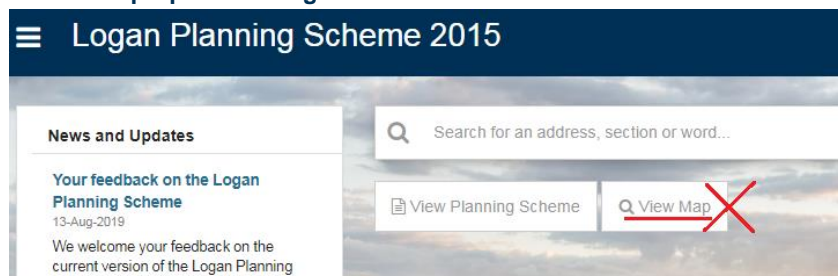 Logan Planning Scheme 2015
News and Updates
Search for an address, section or word...
Your feedback on the Logan
Planning Scheme
13-Aug-2019
View Planning Scheme
View Map
We welcome your feedback on the
current version of the Logan Planning